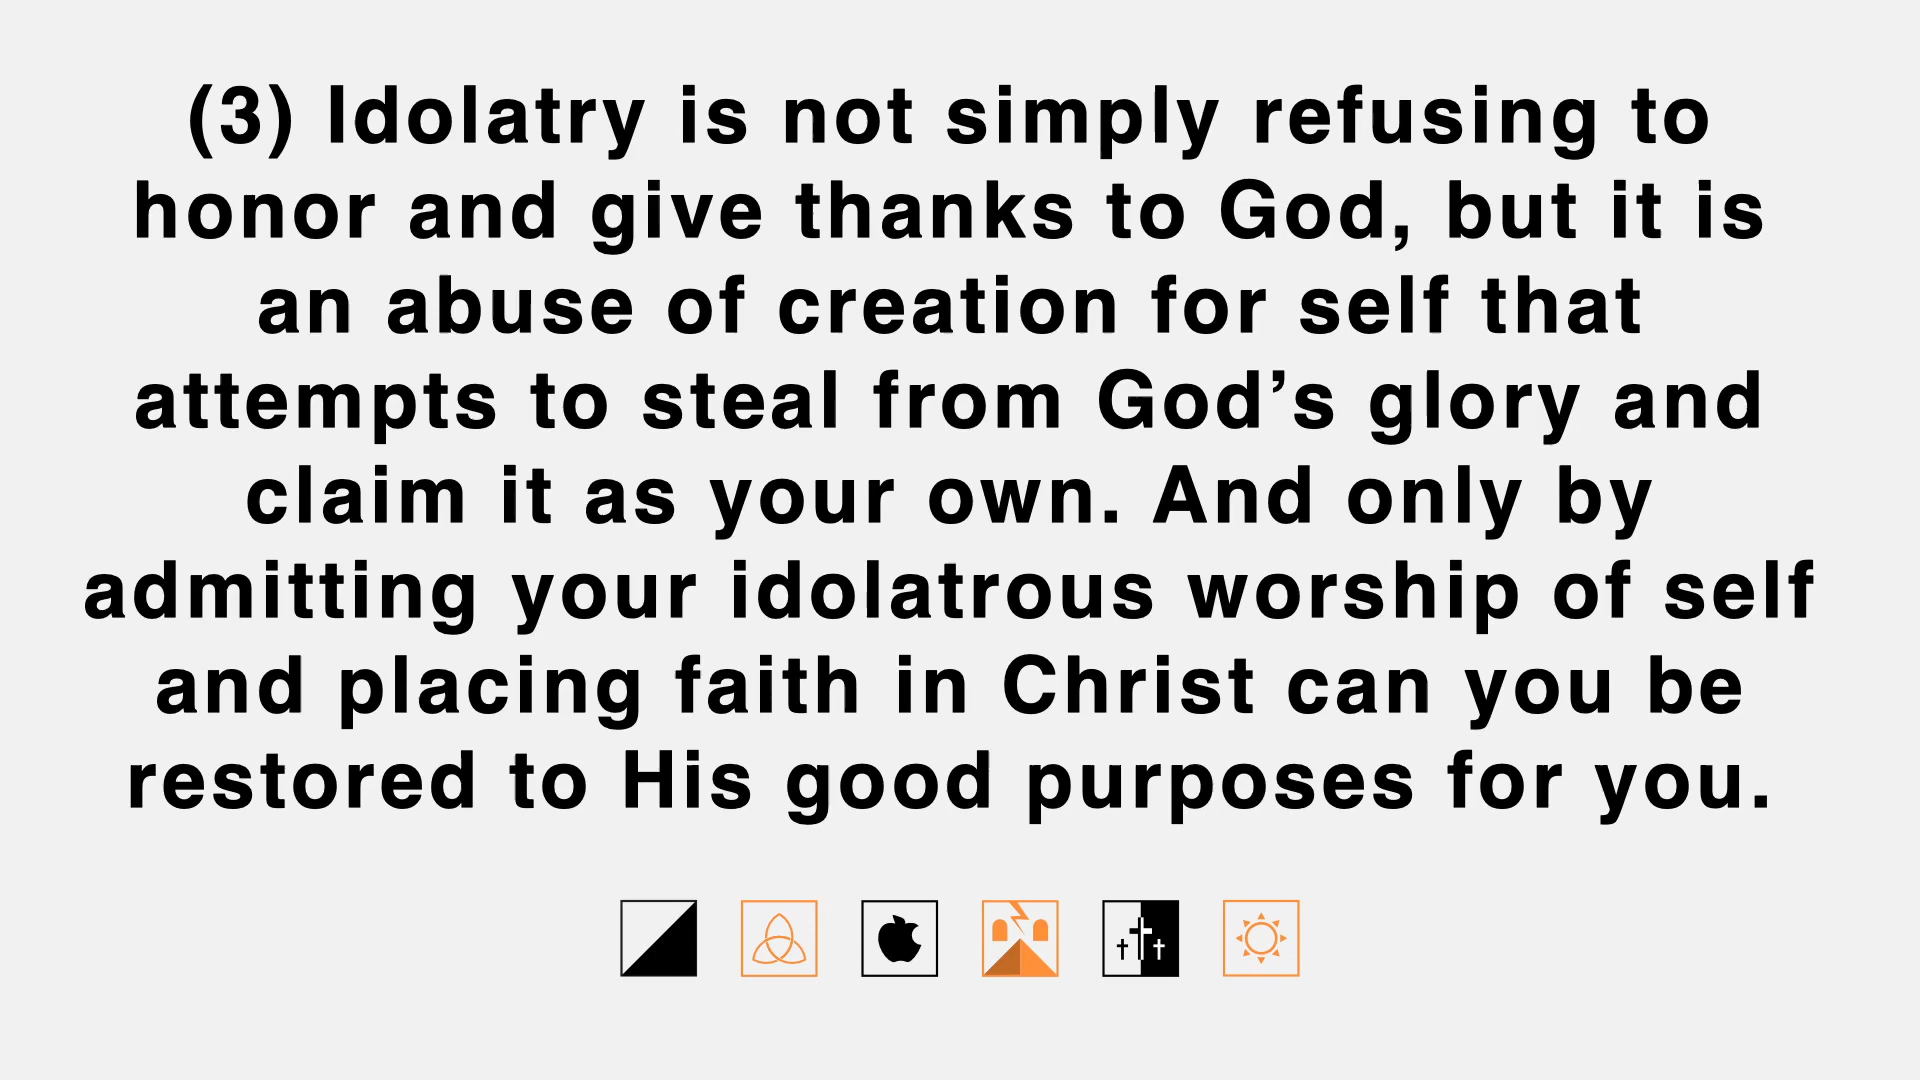 (3) Idolatry is not simply refusing to
honor and give thanks to God, but it is
an abuse of creation for self that
attempts to steal from God’s glory and
claim it as your own. And only by
admitting your idolatrous worship of self
and placing faith in Christ can you be
restored to His good purposes for you.